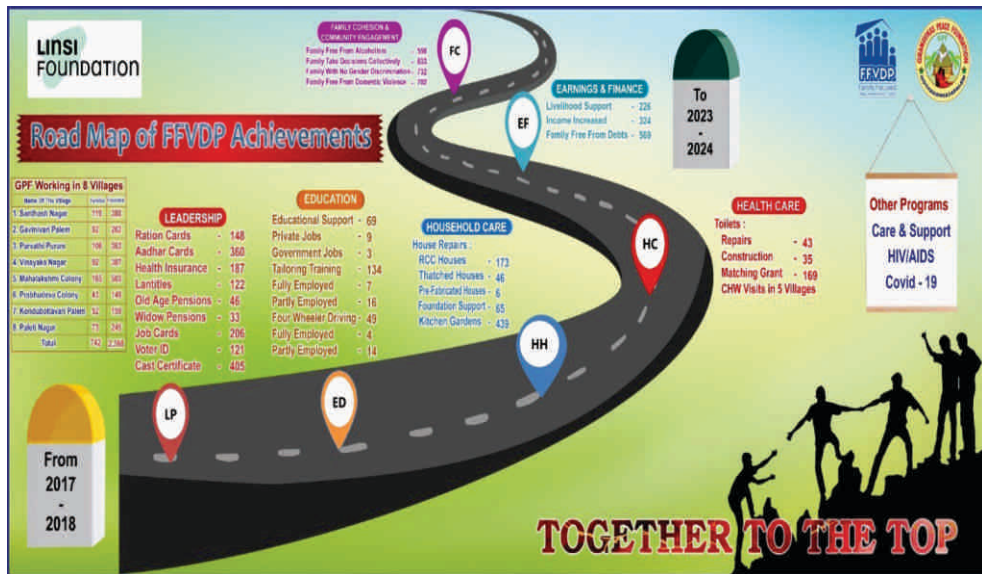 LINSI
FOUNDATION
Road Map of FFVDP Achievements
FAMILY COHESION &
COMMUNITY ENGAGEMENT
Family Free From Alcoholism
Family Take Decisions Collectively
Family With No Gender Discrimination - 732
Family Free From Domestic Violence
FC
EARNINGS & FINANCE
Livelihood Support - 226
Income Increased - 324
Family Free From Debts - 569
EF
To
2023
-
2024
FFVDP
Other Programs
Care & Support
HIV/AIDS
Covid - 19
GPF Working in 8 Villages
Name Of The Village
1. Santhosh Nagar
2. Gavinivari Palem
3. Parvathi Puram
4. Vinayaka Nagar
5. Mahalakshmi Colony
6. Prabhadeva Colony
7. Kondubottavari Palem
8. Paleti Nagar
Total 742
LEADERSHIP
Ration Cards - 148
Aadhar Cards - 360
Health Insurance - 187
Lantities - 122
Old Age Pensions - 46
Widow Pensions - 33
Job Cards - 206
Voter ID - 121
Cast Certificate - 405
EDUCATION
Educational Support - 69
Private Jobs - 9
Government Jobs - 3
Tailoring Training - 134
Fully Employed - 7
Partly Employed - 16
Four Wheeler Driving - 49
Fully Employed - 4
Partly Employed - 14
HOUSEHOLD CARE
House Repairs :
RCC Houses - 173
Thatched Houses - 46
Pre-Fabricated Houses - 6
Foundation Support - 65
Kitchen Gardens - 439
HC
HEALTH CARE
Toilets :
Repairs - 43
Construction - 35
Matching Grant - 169
CHW Visits in 5 Villages
HH
LP
ED
From
2017
-
2018
TOGETHER TO THE TOP